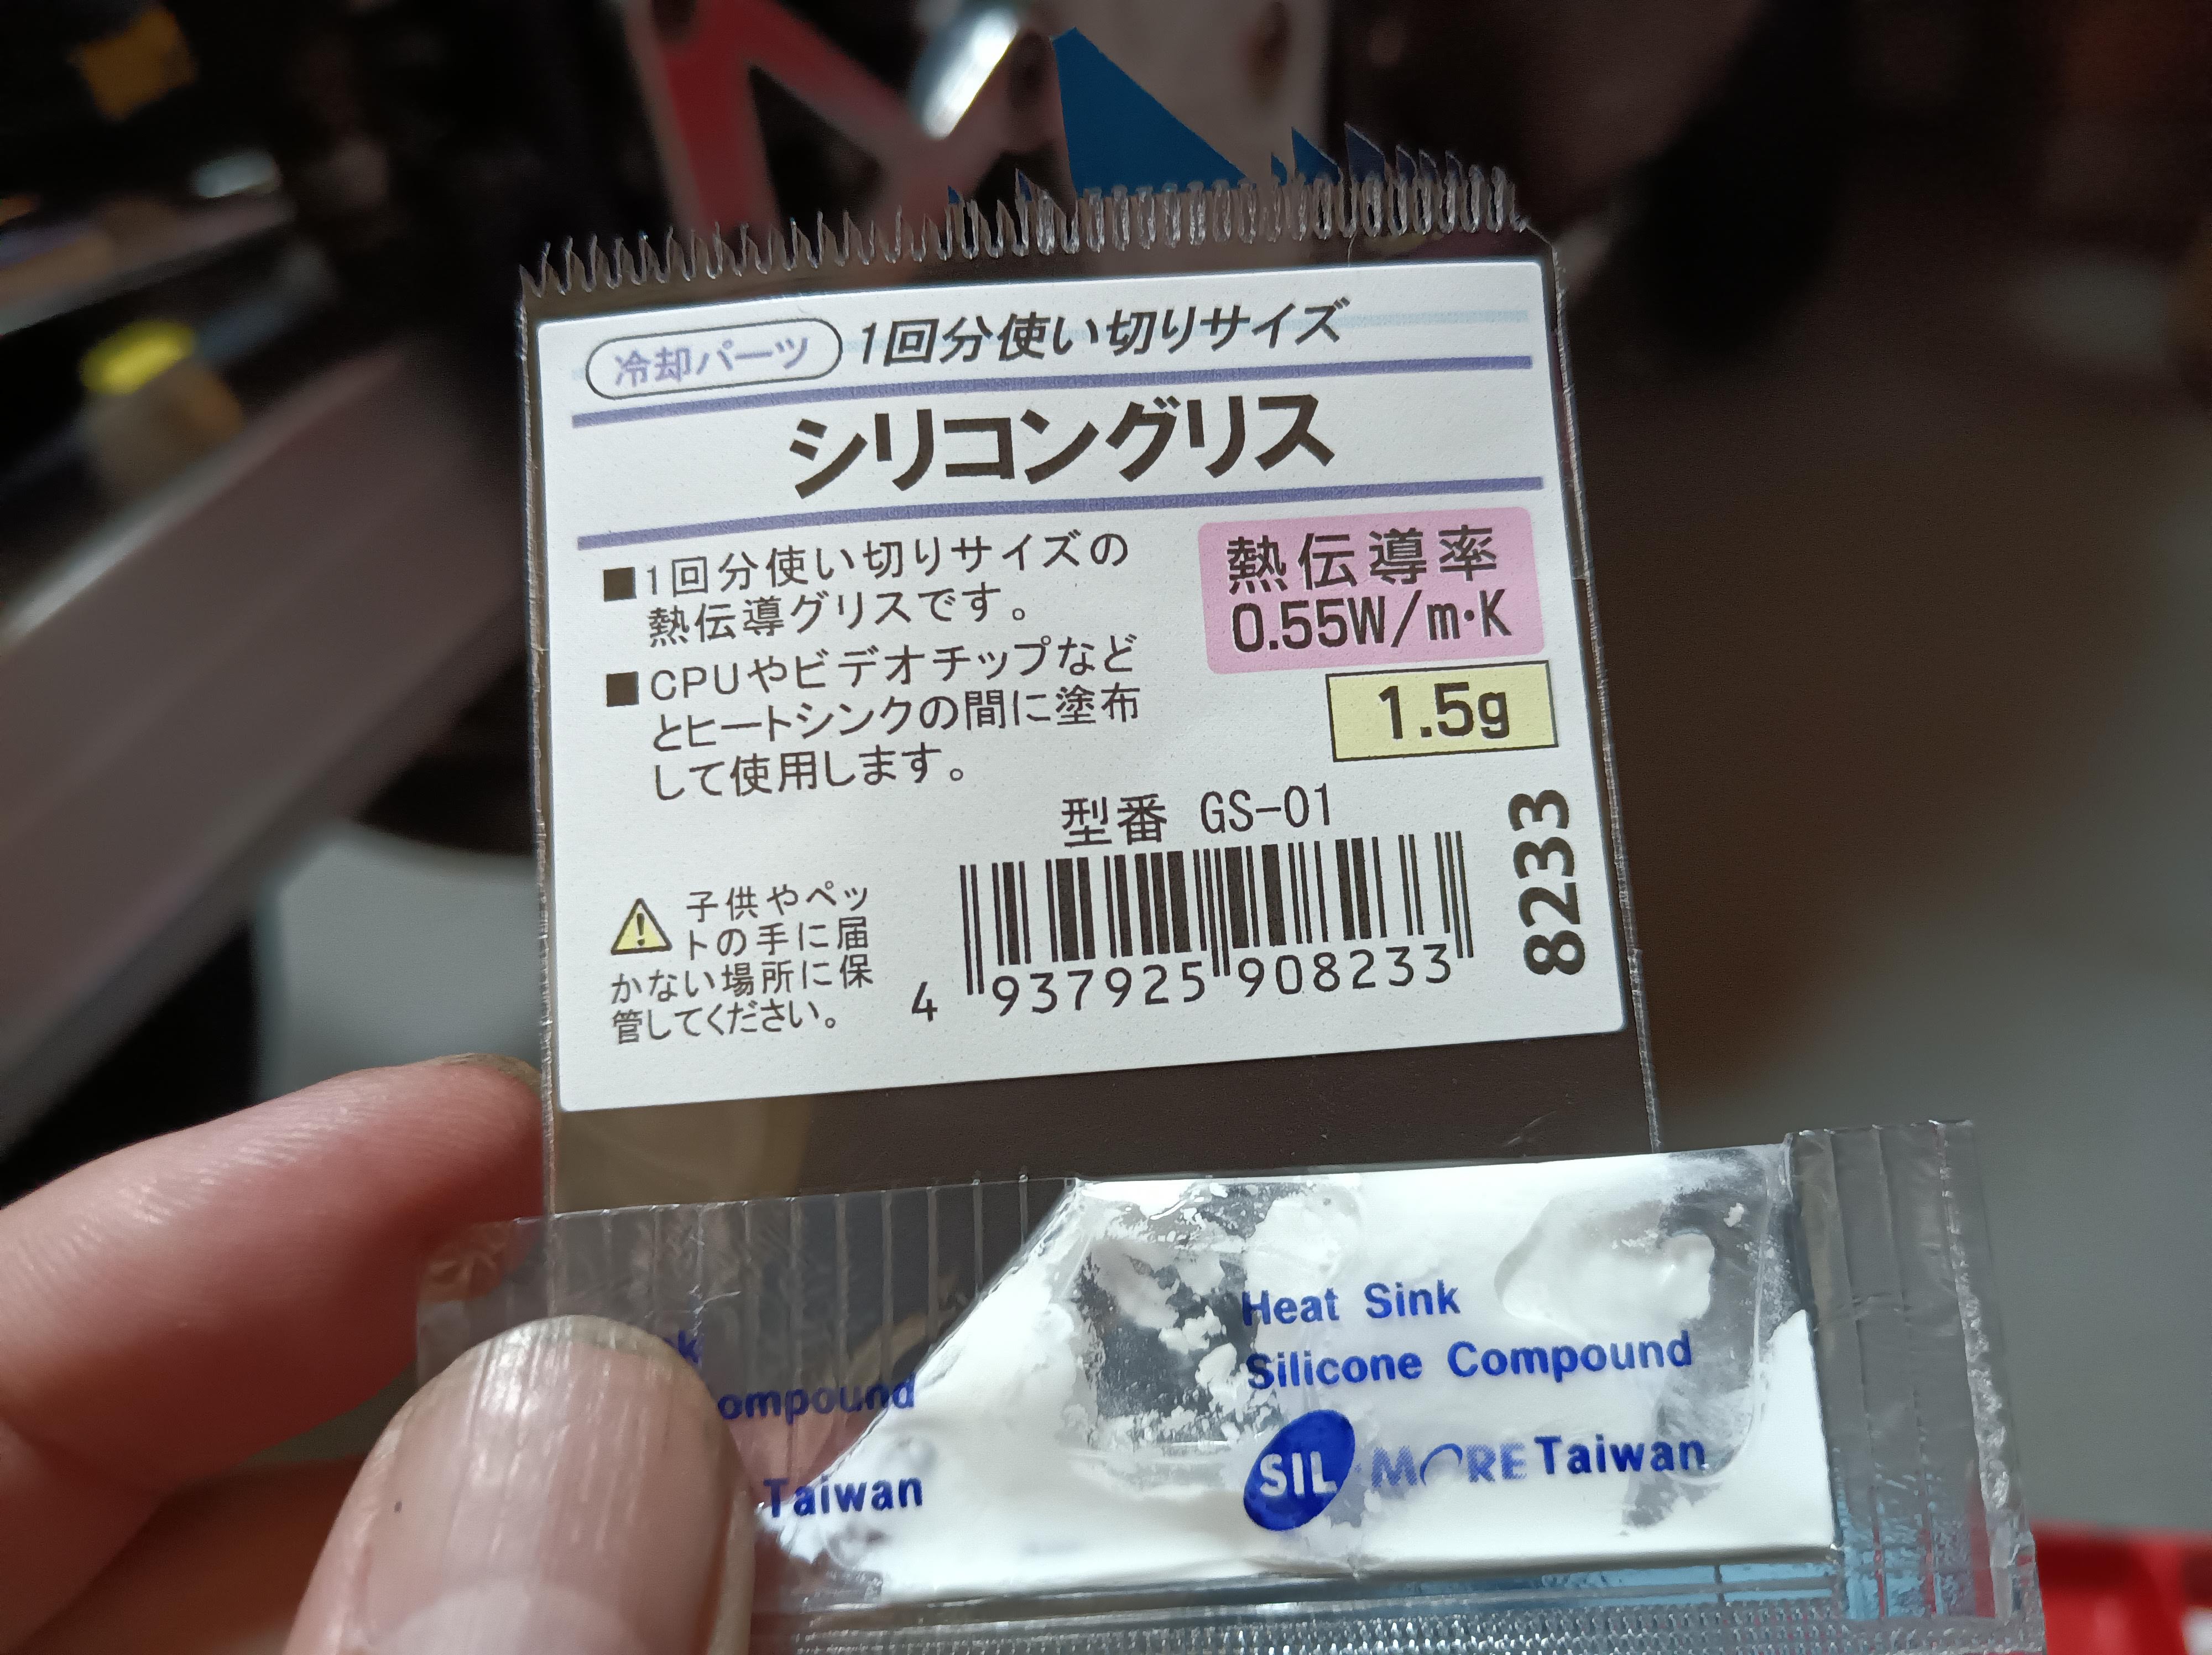 冷却パーツ 1回分使い切りサイズ
シリコングリス
■1回分使い切りサイズの
熱伝導グリスです。
■CPUやビデオチップなど
とヒートシンクの間に塗布
して使用します。
熱伝導率
0.55W/m・K
1.5g
型番 GS-01
4 937925 908233
8233
子供やペッ
トの手に届
かない場所に保
管してください。
Heat Sink
Silicone Compound
SIL MORE Taiwan
Taiwan